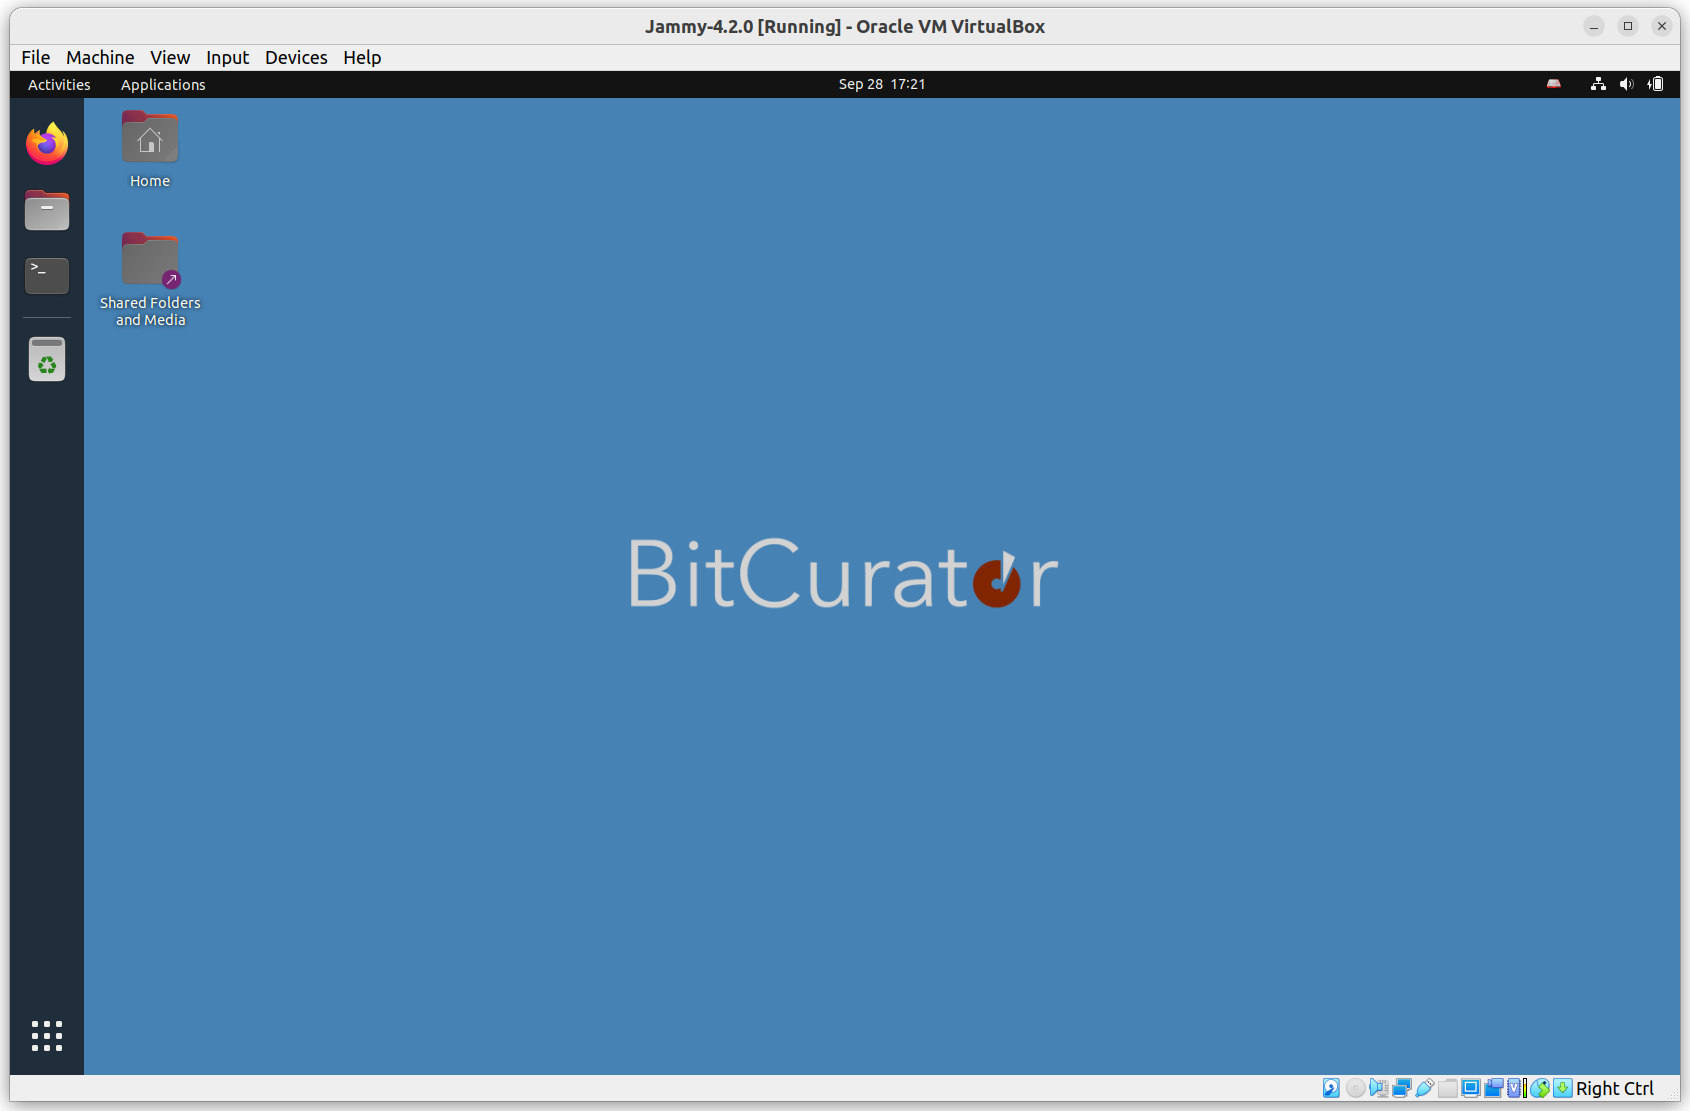 Jammy-4.2.0 [Running] - Oracle VM VirtualBox
File Machine View Input Devices Help
Activities Applications Sep 28 17:21
Home
>_
Shared Folders
and Media
BitCurator
V
Right Ctrl